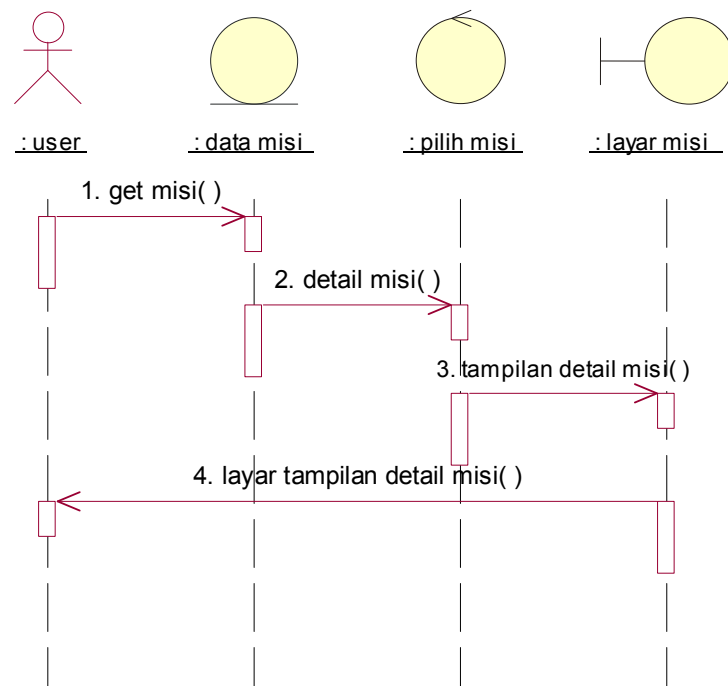 : user
: data misi
: pilih misi
: layar misi
1. get misi( )
2. detail misi( )
3. tampilan detail misi( )
4. layar tampilan detail misi( )